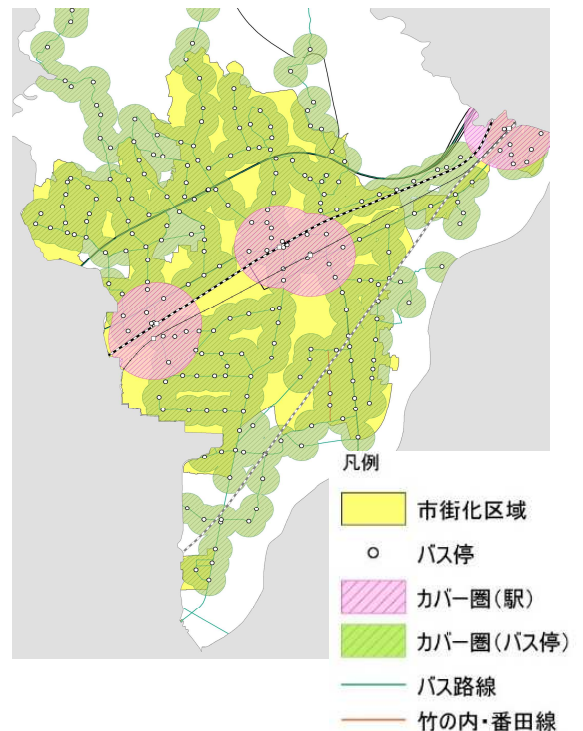 凡例
市街化区域
バス停
カバー圏(駅)
カバー圏(バス停)
バス路線
竹の内・番田線